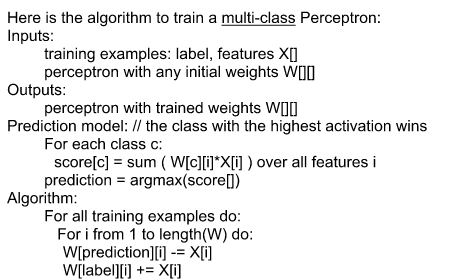 Here is the algorithm to train a multi-class Perceptron:
Inputs:
training examples: label, features X[]
perceptron with any initial weights W[][]
Outputs:
perceptron with trained weights W[][]
Prediction model: // the class with the highest activation wins
For each class c:
score[c] = sum ( W[c][i]*X[i] ) over all features i
prediction = argmax(score[])
Algorithm:
For all training examples do:
For i from 1 to length(W) do:
W[prediction][i] -= X[i]
W[label][i] += X[i]